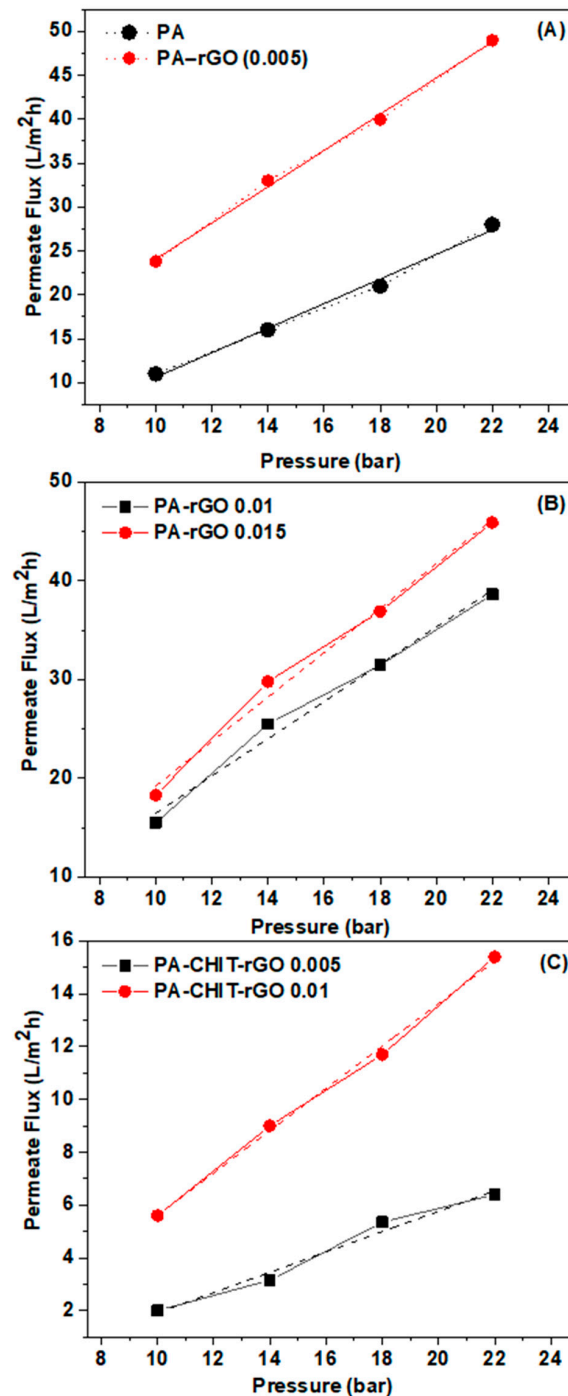 (A)
PA
PA–rGO (0.005)
50
45
40
35
30
25
20
15
10
Permeate Flux (L/m²h)
8 10 12 14 16 18 20 22 24
Pressure (bar)
(B)
PA-rGO 0.01
PA-rGO 0.015
50
40
30
20
10
Permeate Flux (L/m²h)
8 10 12 14 16 18 20 22 24
Pressure (bar)
(C)
PA-CHIT-rGO 0.005
PA-CHIT-rGO 0.01
16
14
12
10
8
6
4
2
Permeate Flux (L/m²h)
8 10 12 14 16 18 20 22 24
Pressure (bar)